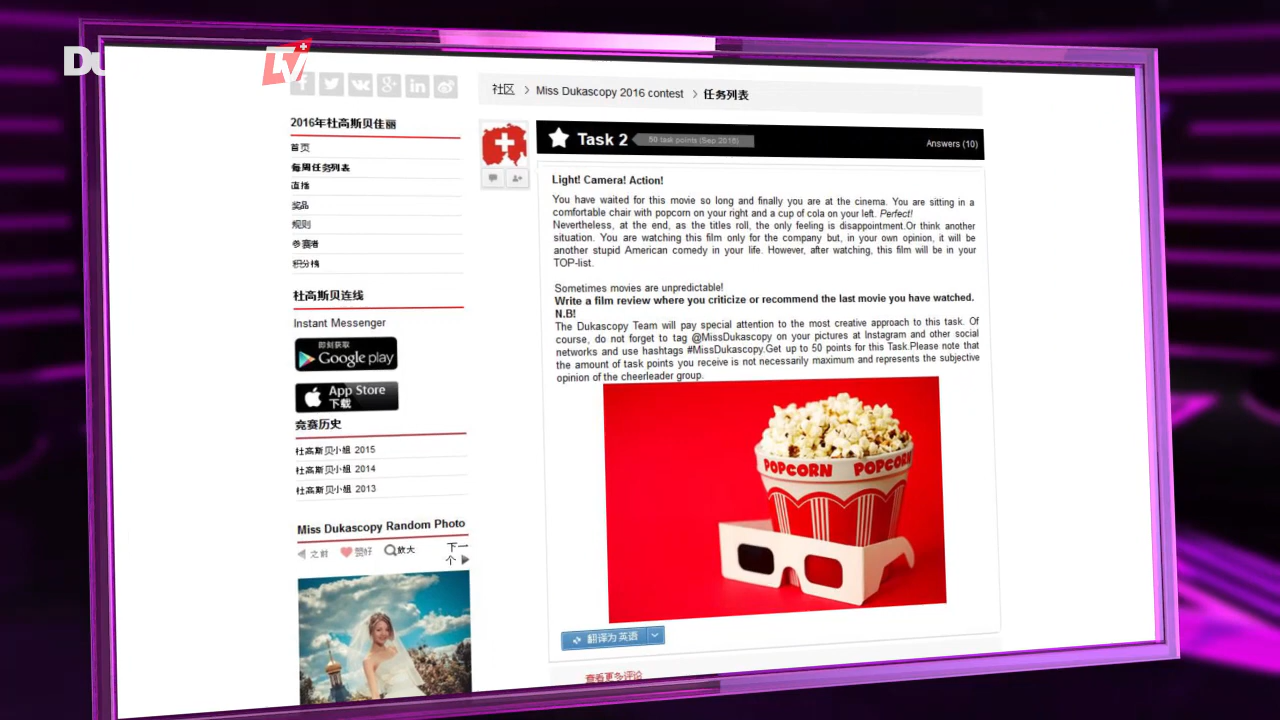 Du
TV
社区 > Miss Dukascopy 2016 contest > 任务列表
2016年杜高斯贝佳丽
首页
每周任务列表
直播
奖品
规则
参赛者
积分榜
杜高斯贝连线
Instant Messenger
即刻获取
Google play
App Store
下载
竞赛历史
杜高斯贝小姐 2015
杜高斯贝小姐 2014
杜高斯贝小姐 2013
Miss Dukascopy Random Photo
之前 赞好 放大 下一个
Task 2 50 task points (Sep 2016) Answers (10)
Light! Camera! Action!
You have waited for this movie so long and finally you are at the cinema. You are sitting in a
comfortable chair with popcorn on your right and a cup of cola on your left. Perfect!
Nevertheless, at the end, as the titles roll, the only feeling is disappointment.Or think another
situation. You are watching this film only for the company but, in your own opinion, it will be
another stupid American comedy in your life. However, after watching, this film will be in your
TOP-list.
Sometimes movies are unpredictable!
Write a film review where you criticize or recommend the last movie you have watched.
N.B!
The Dukascopy Team will pay special attention to the most creative approach to this task. Of
course, do not forget to tag @MissDukascopy on your pictures at Instagram and other social
networks and use hashtags #MissDukascopy.Get up to 50 points for this Task.Please note that
the amount of task points you receive is not necessarily maximum and represents the subjective
opinion of the cheerleader group.
POPCORN POPCORN
翻译为 英语
查看更多评论